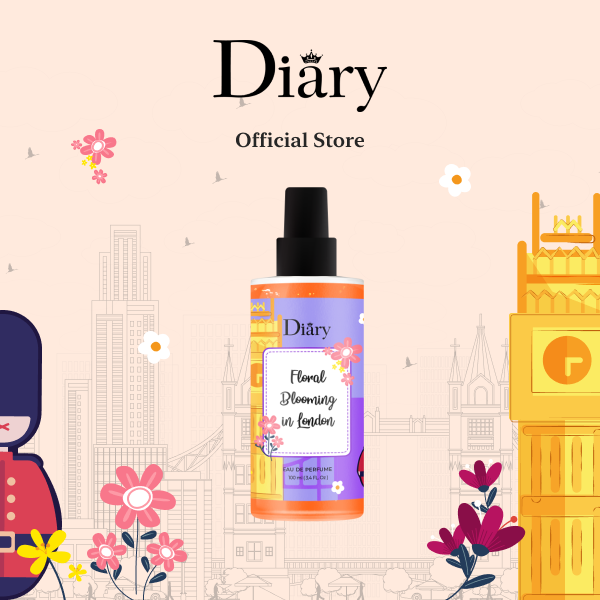 Diary
Official Store
Diary
Floral
Blooming
in London
EAU DE PERFUME
100 ml (3.4 FL.Oz)